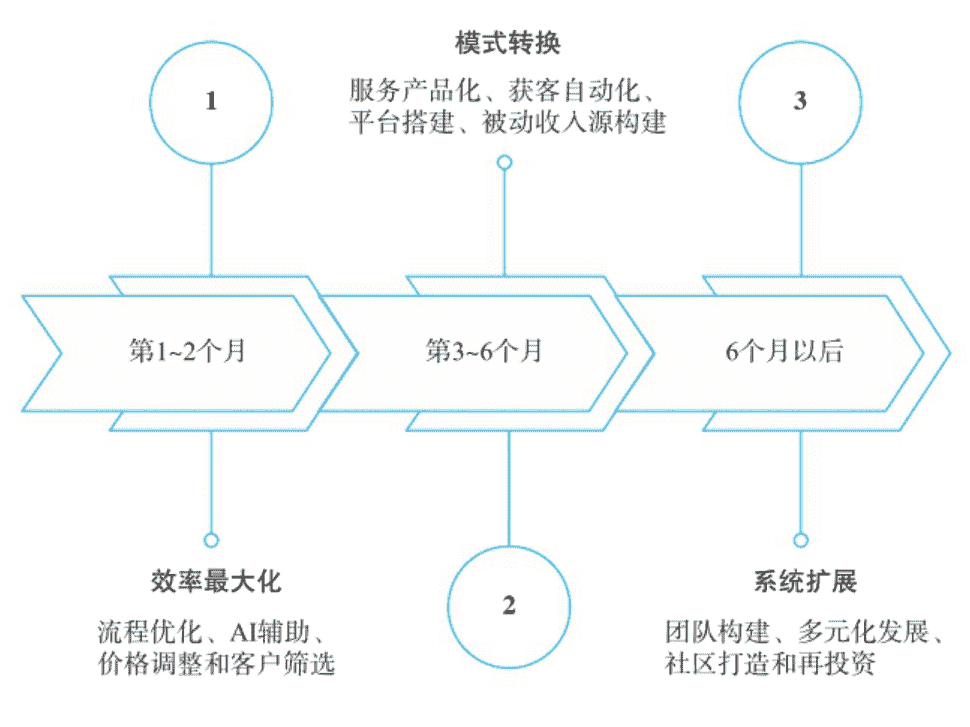 1
第1~2个月
效率最大化
流程优化、AI辅助、
价格调整和客户筛选
模式转换
服务产品化、获客自动化、
平台搭建、被动收入源构建
第3~6个月
2
3
6个月以后
系统扩展
团队构建、多元化发展、
社区打造和再投资